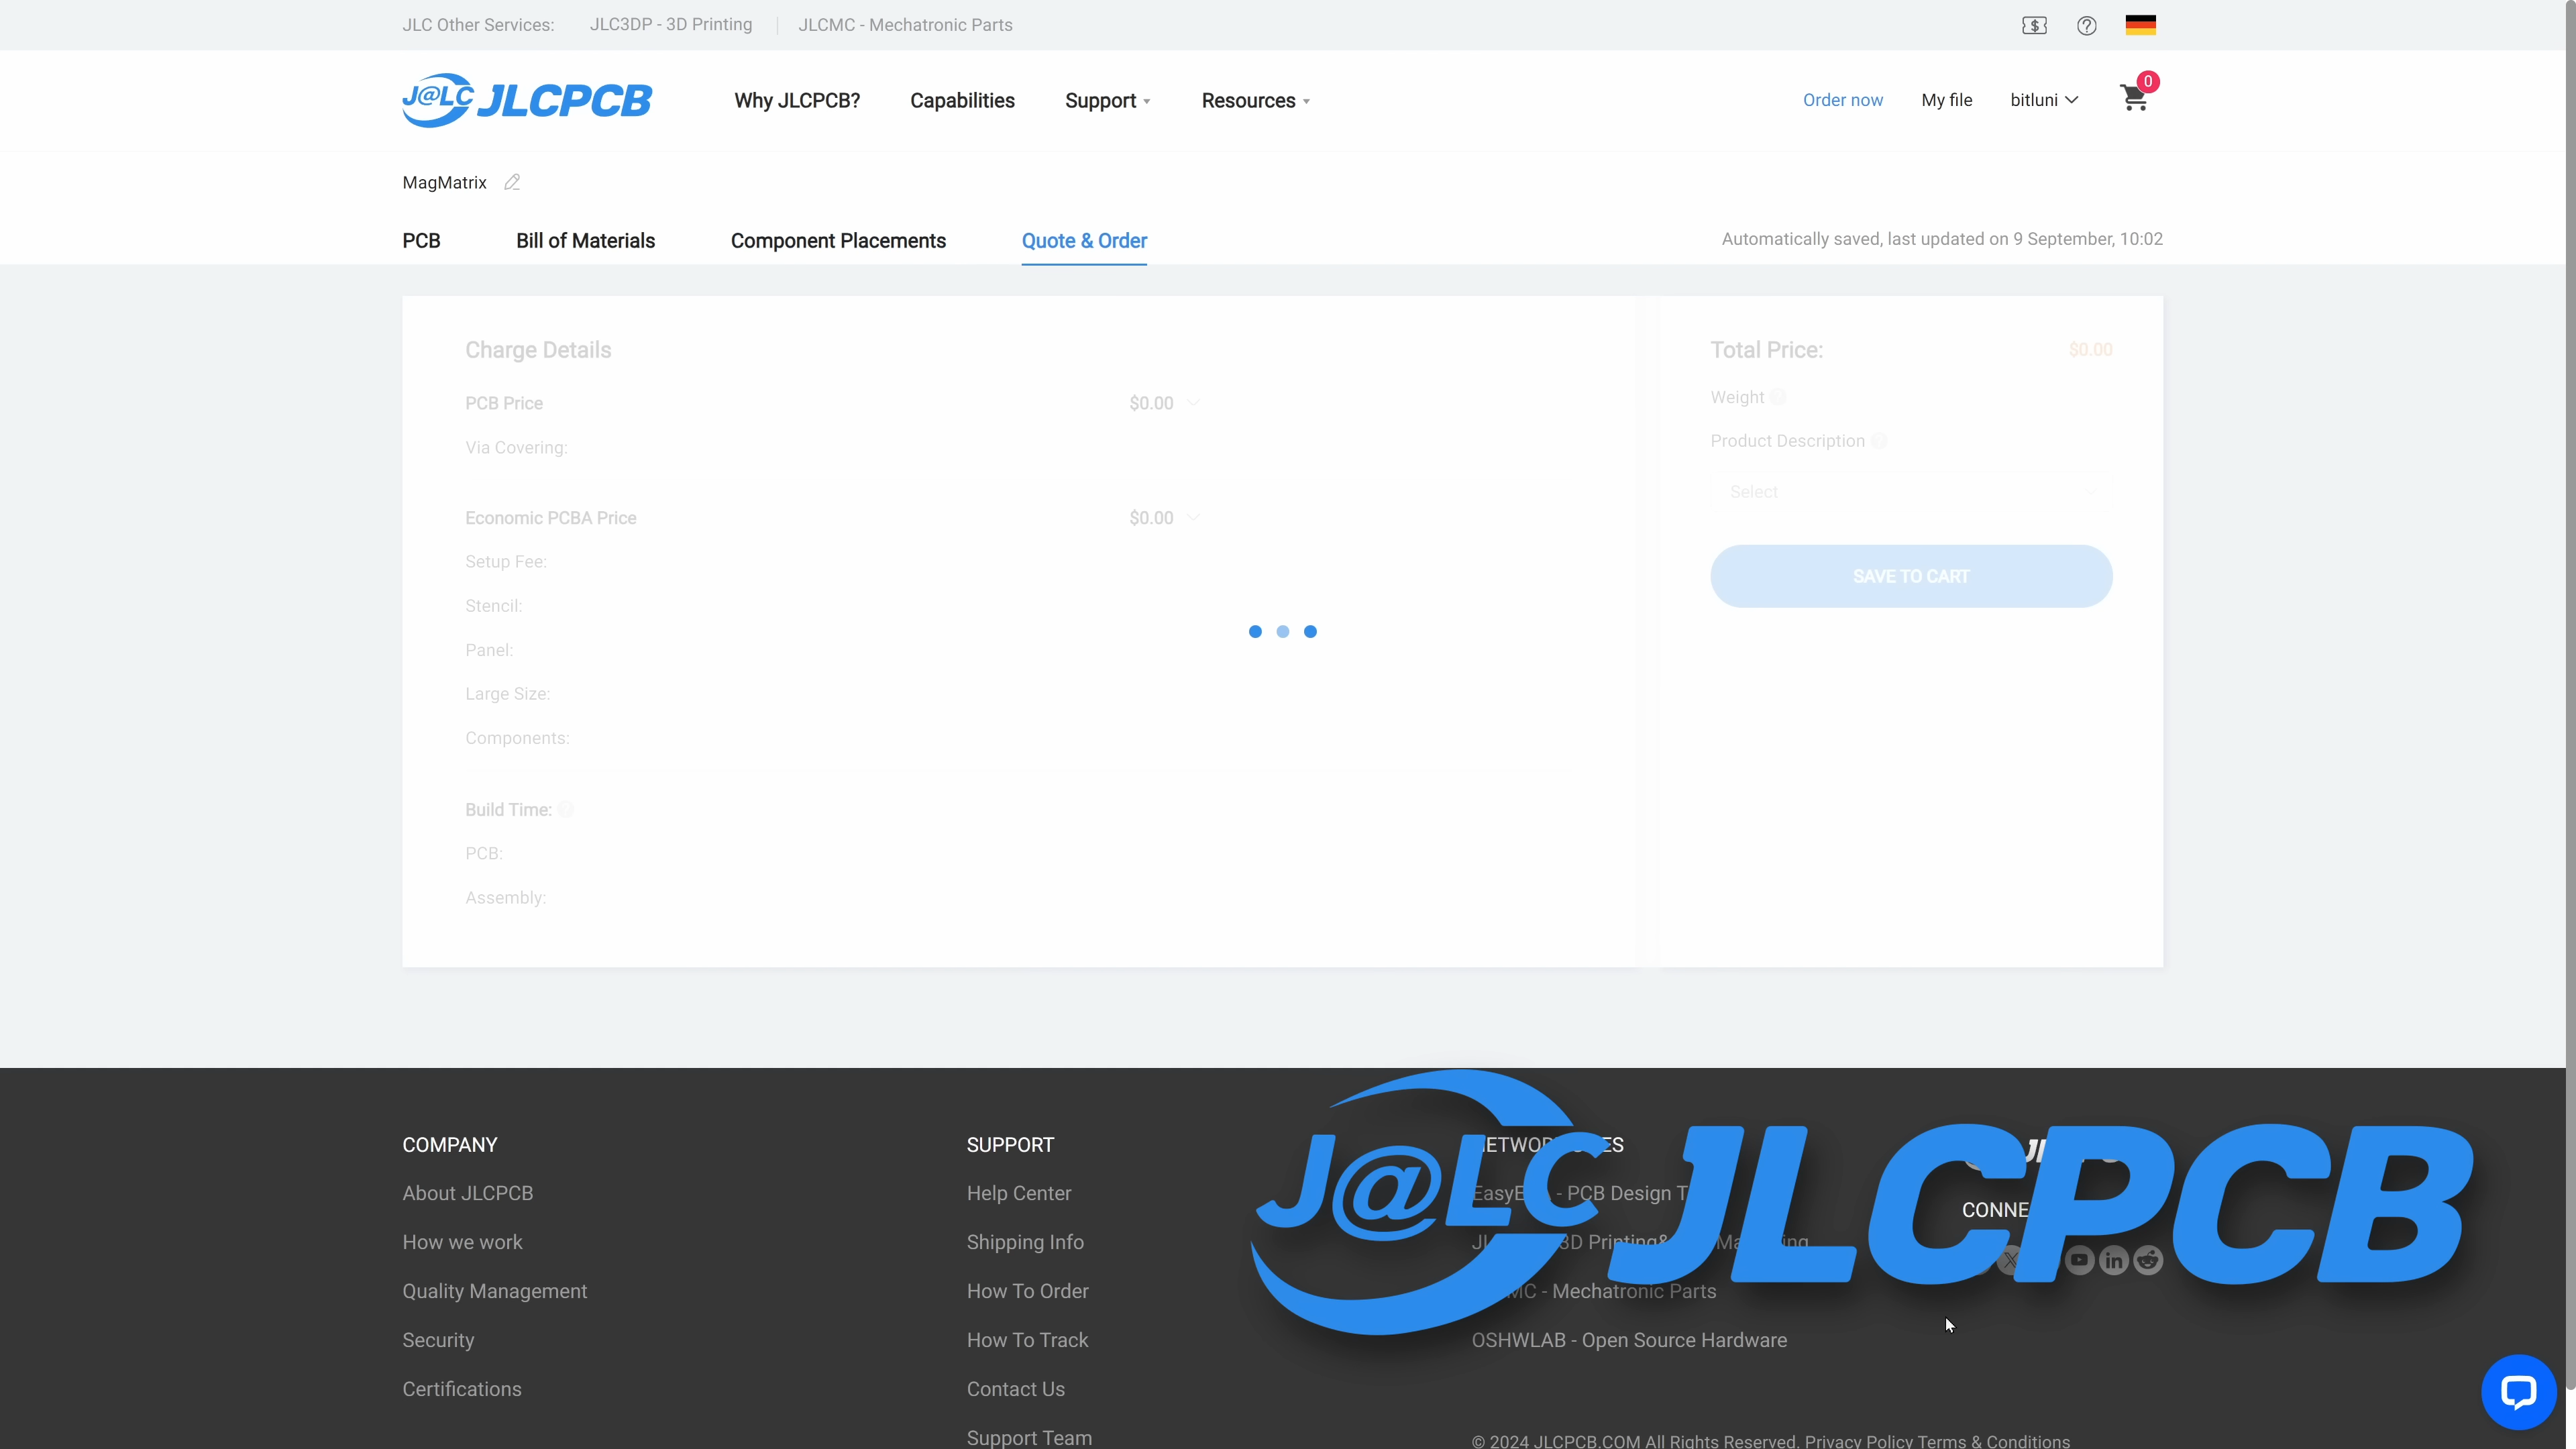 JLC Other Services: JLC3DP - 3D Printing JLCMC - Mechatronic Parts
J@LC JLCPCB Why JLCPCB? Capabilities Support Resources Order now My file bitluni 0
MagMatrix
PCB Bill of Materials Component Placements Quote & Order Automatically saved, last updated on 9 September, 10:02
Charge Details
PCB Price $0.00
Via Covering:
Economic PCBA Price $0.00
Setup Fee:
Stencil:
Panel:
Large Size:
Components:
Build Time:
PCB:
Assembly:
Total Price: $0.00
Weight
Product Description
Select
SAVE TO CART
COMPANY
About JLCPCB
How we work
Quality Management
Security
Certifications
SUPPORT
Help Center
Shipping Info
How To Order
How To Track
Contact Us
Support Team
- PCB Design
3D Printing&
- Mechatronic Parts
OSHWLAB - Open Source Hardware
J@LC JLCPCB
© 2024 JLCPCB.COM All Rights Reserved. Privacy Policy Terms & Conditions